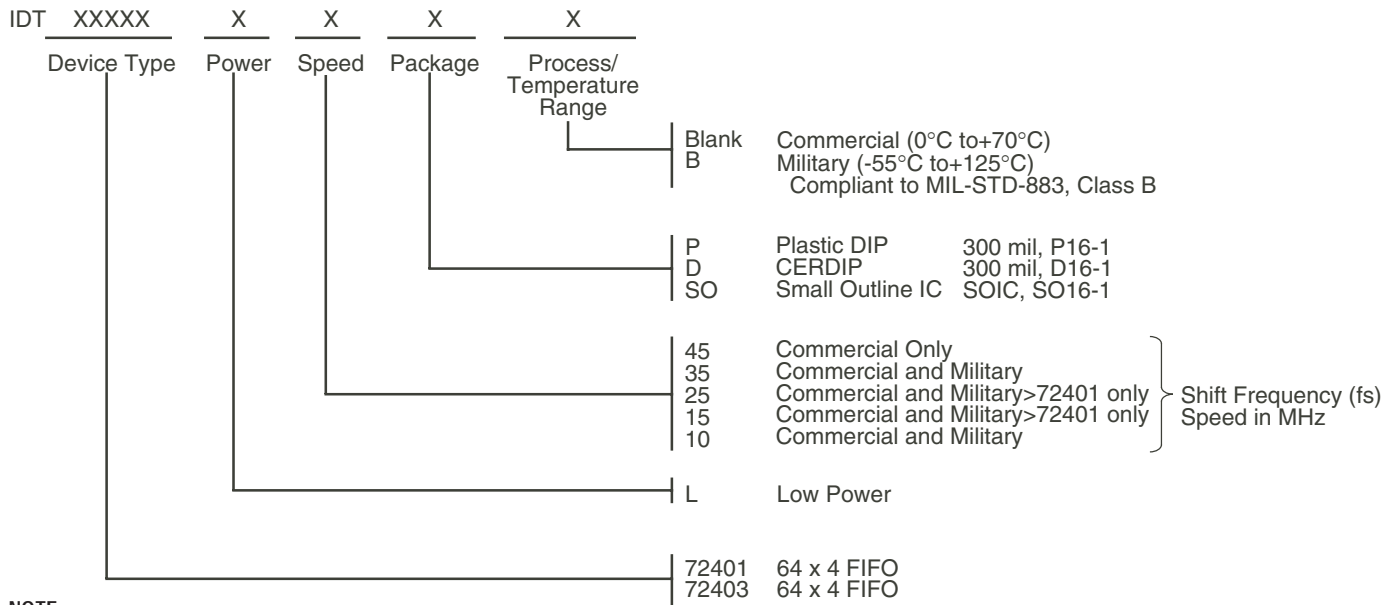 IDT XXXXX X X X X
Device Type Power Speed Package Process/
Temperature
Range
Blank Commercial (0°C to+70°C)
B Military (-55°C to+125°C)
Compliant to MIL-STD-883, Class B
P Plastic DIP 300 mil, P16-1
D CERDIP 300 mil, D16-1
SO Small Outline IC SOIC, SO16-1
45 Commercial Only
35 Commercial and Military
25 Commercial and Military>72401 only
15 Commercial and Military>72401 only
10 Commercial and Military
Shift Frequency (fs)
Speed in MHz
L Low Power
72401 64 x 4 FIFO
72403 64 x 4 FIFO
NOTE